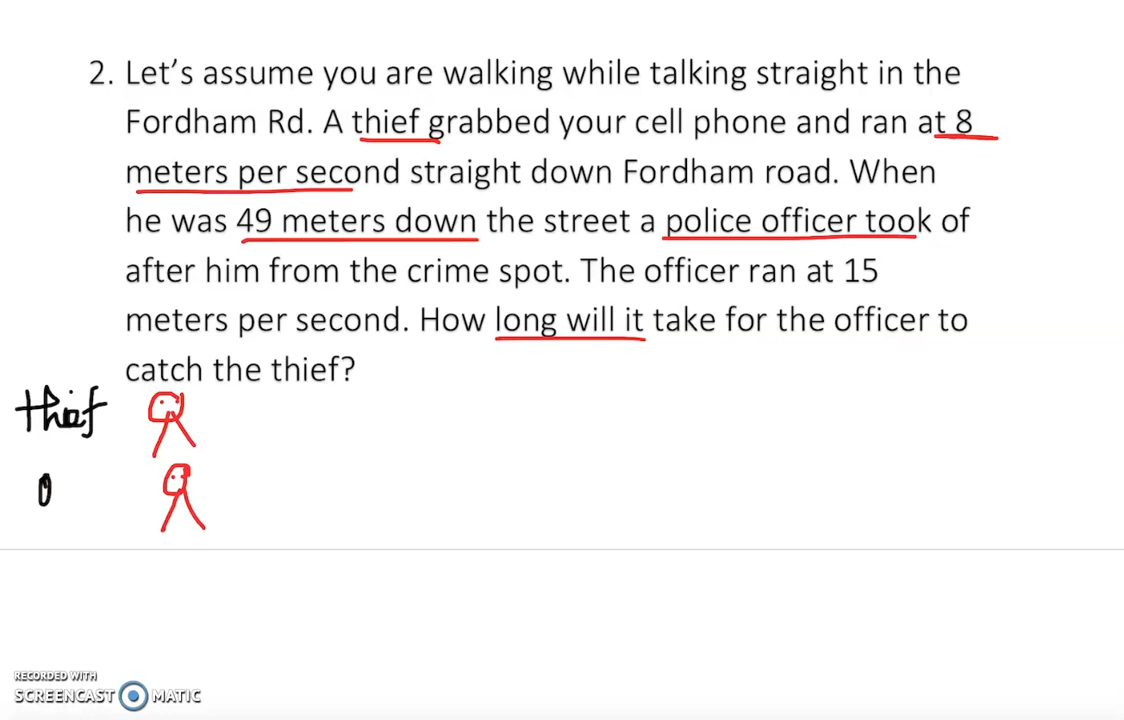 2. Let's assume you are walking while talking straight in the
Fordham Rd. A thief grabbed your cell phone and ran at 8
meters per second straight down Fordham road. When
he was 49 meters down the street a police officer took of
after him from the crime spot. The officer ran at 15
meters per second. How long will it take for the officer to
catch the thief?
thief
O
RECORDED WITH
SCREENCAST MATIC